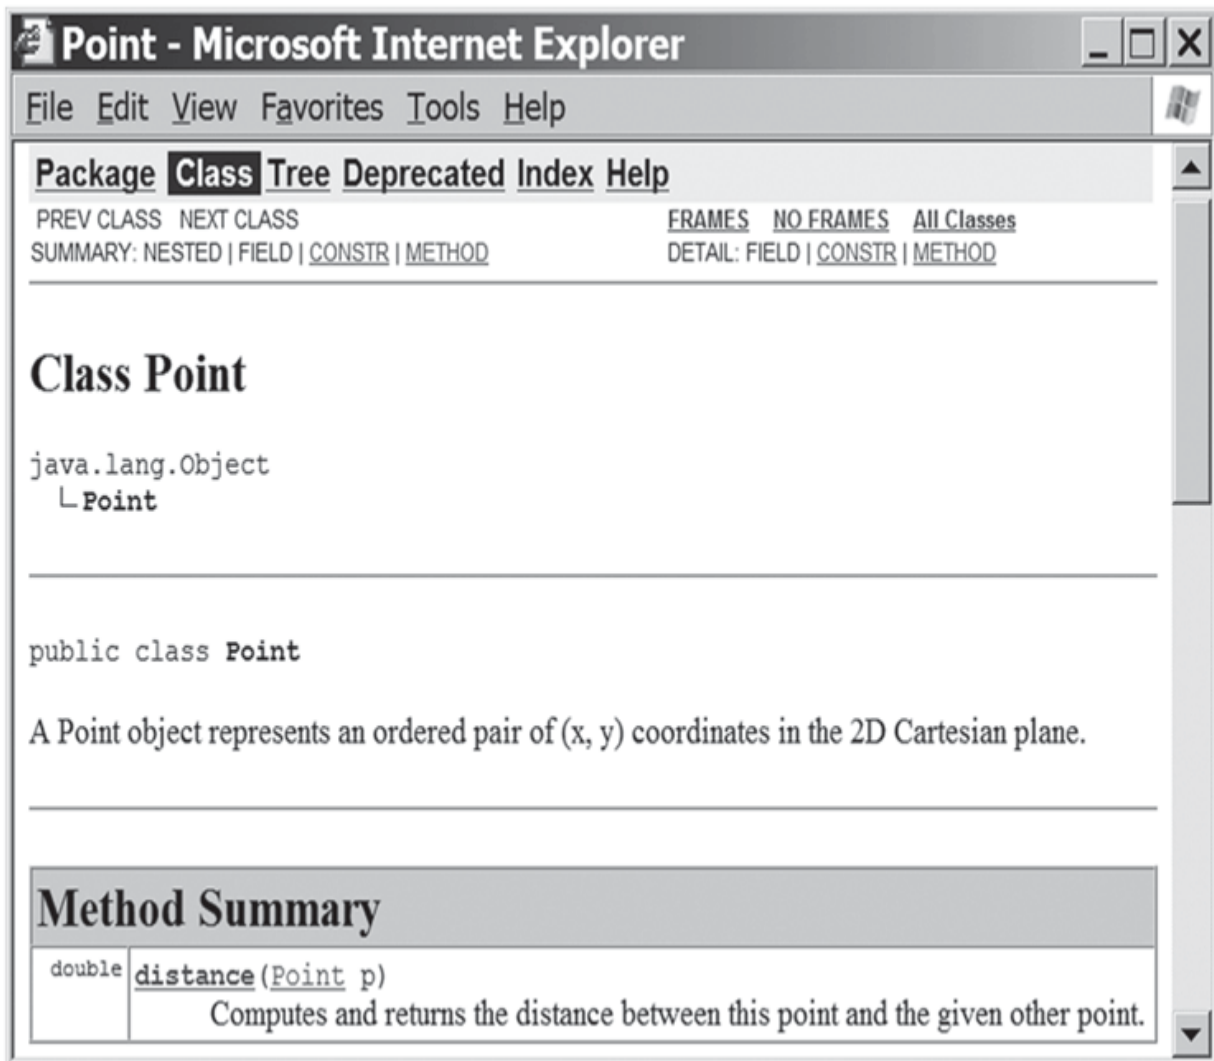 Point - Microsoft Internet Explorer
File Edit View Favorites Tools Help
Package Class Tree Deprecated Index Help
PREV CLASS NEXT CLASS FRAMES NO FRAMES All Classes
SUMMARY: NESTED | FIELD | CONSTR | METHOD DETAIL: FIELD | CONSTR | METHOD
Class Point
java.lang.Object
Point
public class Point
A Point object represents an ordered pair of (x, y) coordinates in the 2D Cartesian plane.
Method Summary
double distance(Point p)
Computes and returns the distance between this point and the given other point.